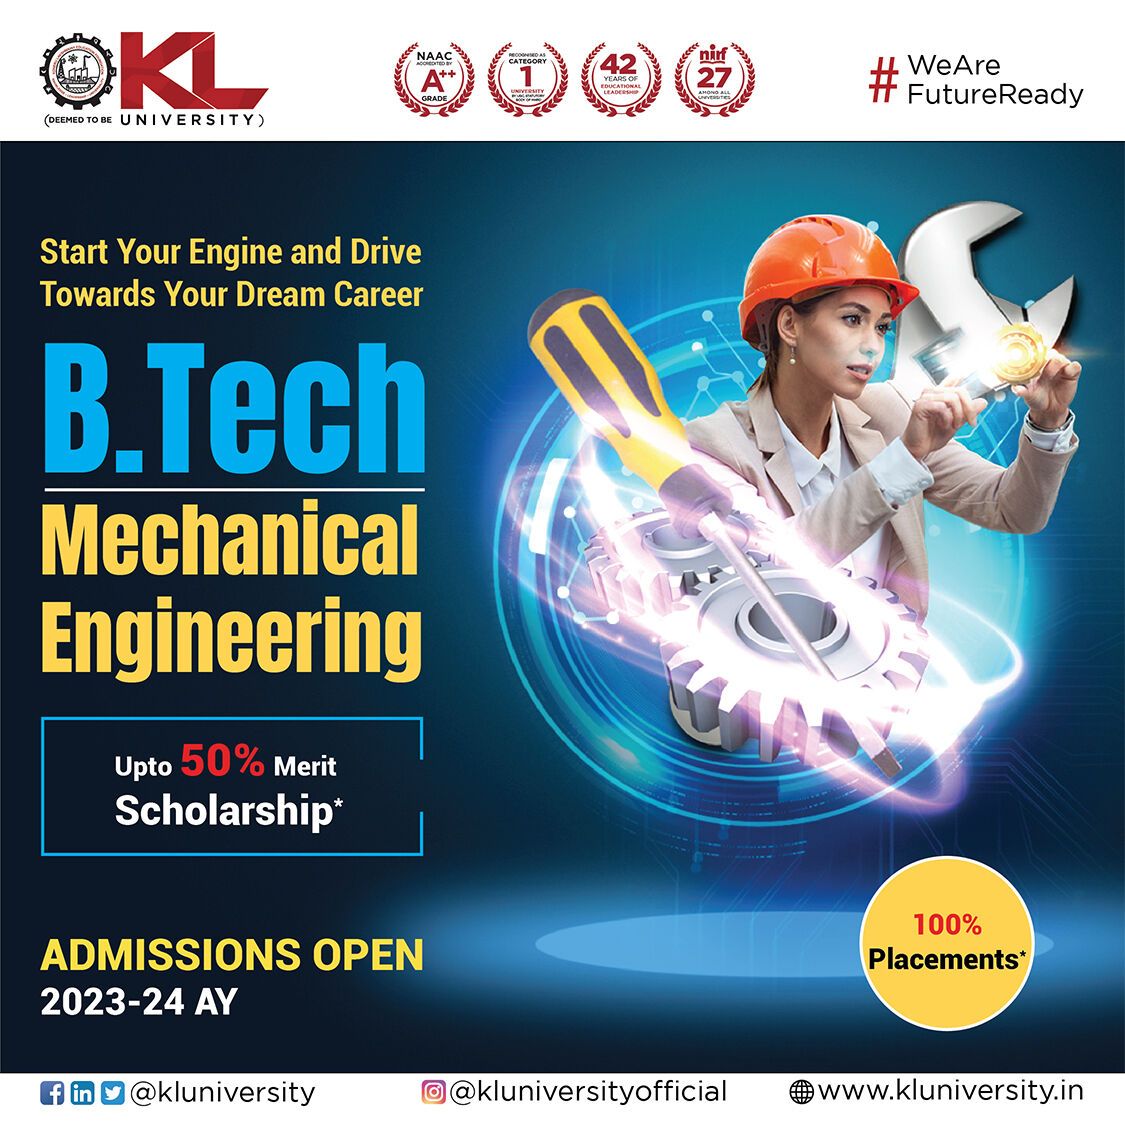 KL
(DEEMED TO BE UNIVERSITY)
NAAC
ACCREDITED BY
A++
GRADE
RECOGNISED AS
CATEGORY
1
UNIVERSITY
42
YEARS OF
EDUCATIONAL
LEADERSHIP
nirf
27
AMONG ALL
UNIVERSITIES
# WeAre
FutureReady
Start Your Engine and Drive
Towards Your Dream Career
B.Tech
Mechanical
Engineering
Upto 50% Merit
Scholarship*
ADMISSIONS OPEN
2023-24 AY
100%
Placements*
@kluniversity
@kluniversityofficial
www.kluniversity.in